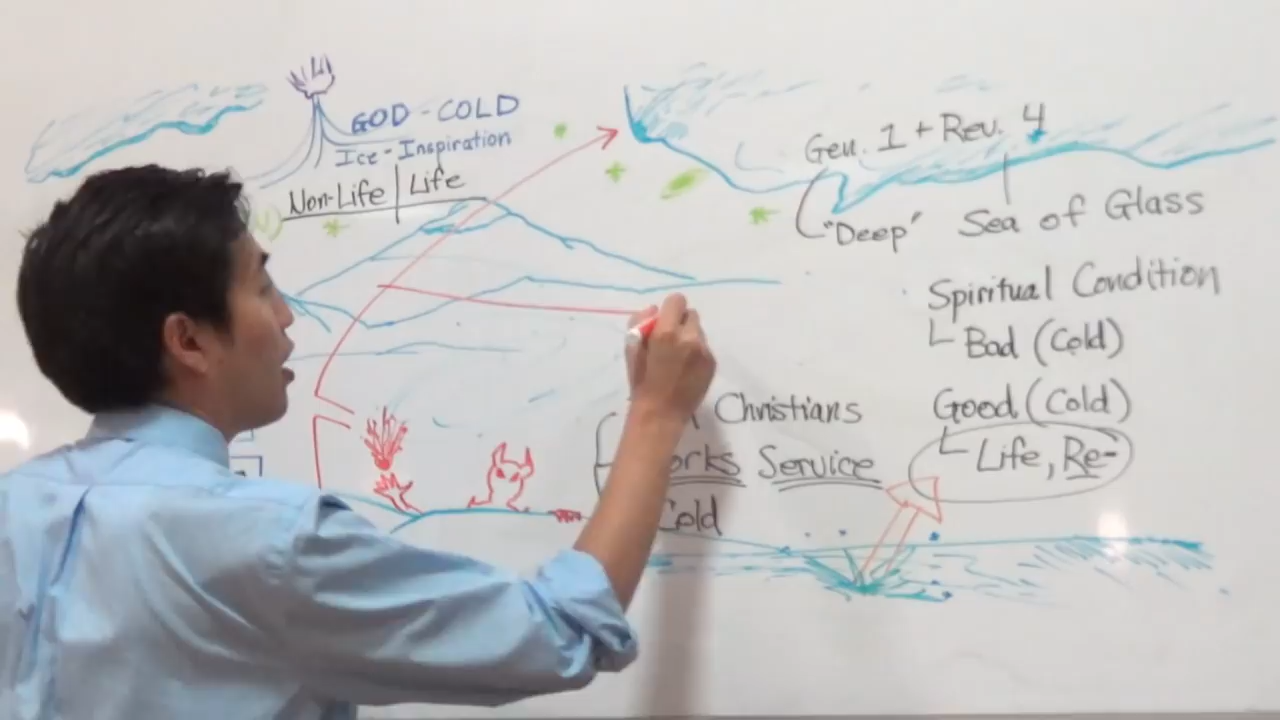 GOD - COLD
Ice - Inspiration
Non-Life | Life
Gen. 1 + Rev. 4
"Deep" Sea of Glass
Spiritual Condition
Bad (Cold)
Good (Cold)
Life, Re-
Christians
Service
Cold